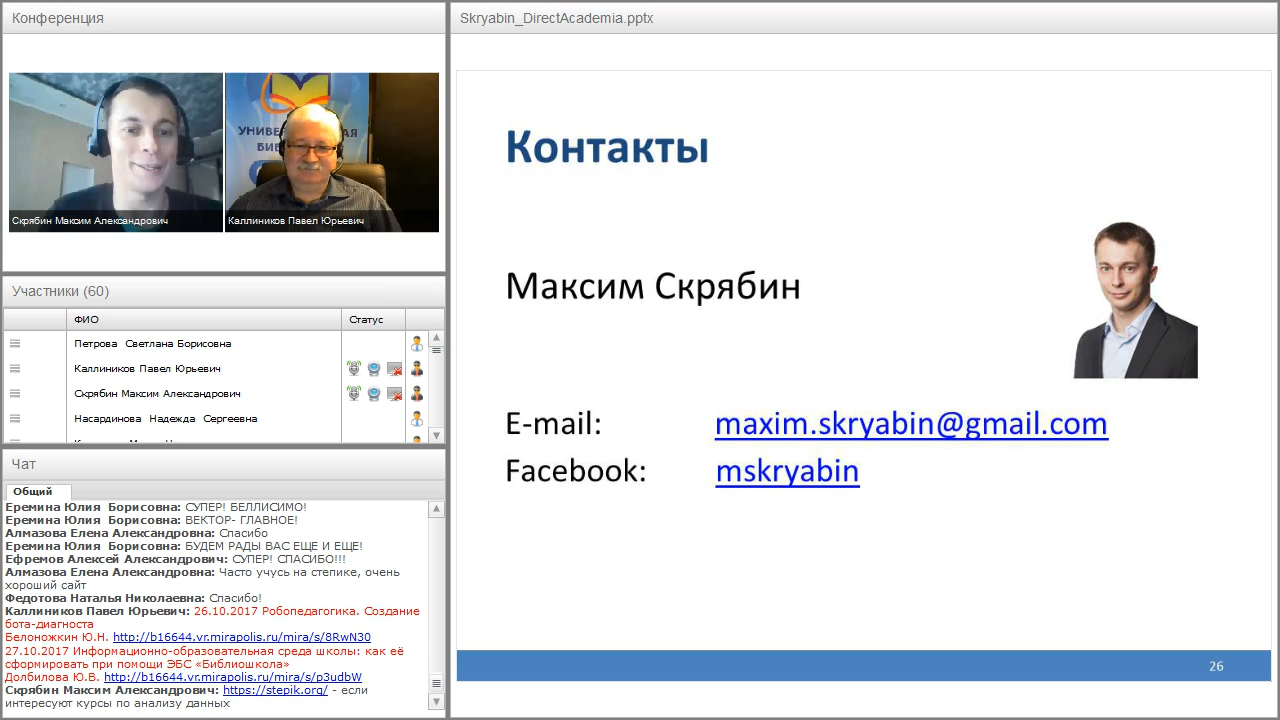 Конференция
Скрябин Максим Александрович
Каллиников Павел Юрьевич
Участники (60)
ФИО
Статус
Петрова Светлана Борисовна
Каллиников Павел Юрьевич
Скрябин Максим Александрович
Насардинова Надежда Сергеевна
Чат
Общий
Еремина Юлия Борисовна: СУПЕР! БЕЛЛИСИМО!
Еремина Юлия Борисовна: ВЕКТОР- ГЛАВНОЕ!
Алмазова Елена Александровна: Спасибо
Еремина Юлия Борисовна: БУДЕМ РАДЫ ВАС ЕЩЕ И ЕЩЕ!
Ефремов Алексей Александрович: СУПЕР! СПАСИБО!!!
Алмазова Елена Александровна: Часто учусь на степике, очень
хороший сайт
Федотова Наталья Николаевна: Спасибо!
Каллиников Павел Юрьевич: 26.10.2017 Робопедагогика. Создание
бота-диагноста
Белоножкин Ю.Н. http://b16644.vr.mirapolis.ru/mira/s/8RwN30
27.10.2017 Информационно-образовательная среда школы: как её
сформировать при помощи ЭБС «Библиошкола»
Долбилова Ю.В. http://b16644.vr.mirapolis.ru/mira/s/p3udbW
Скрябин Максим Александрович: https://stepik.org/ - если
интересуют курсы по анализу данных
Skryabin_DirectAcademia.pptx
Контакты
Максим Скрябин
E-mail: maxim.skryabin@gmail.com
Facebook: mskryabin
26